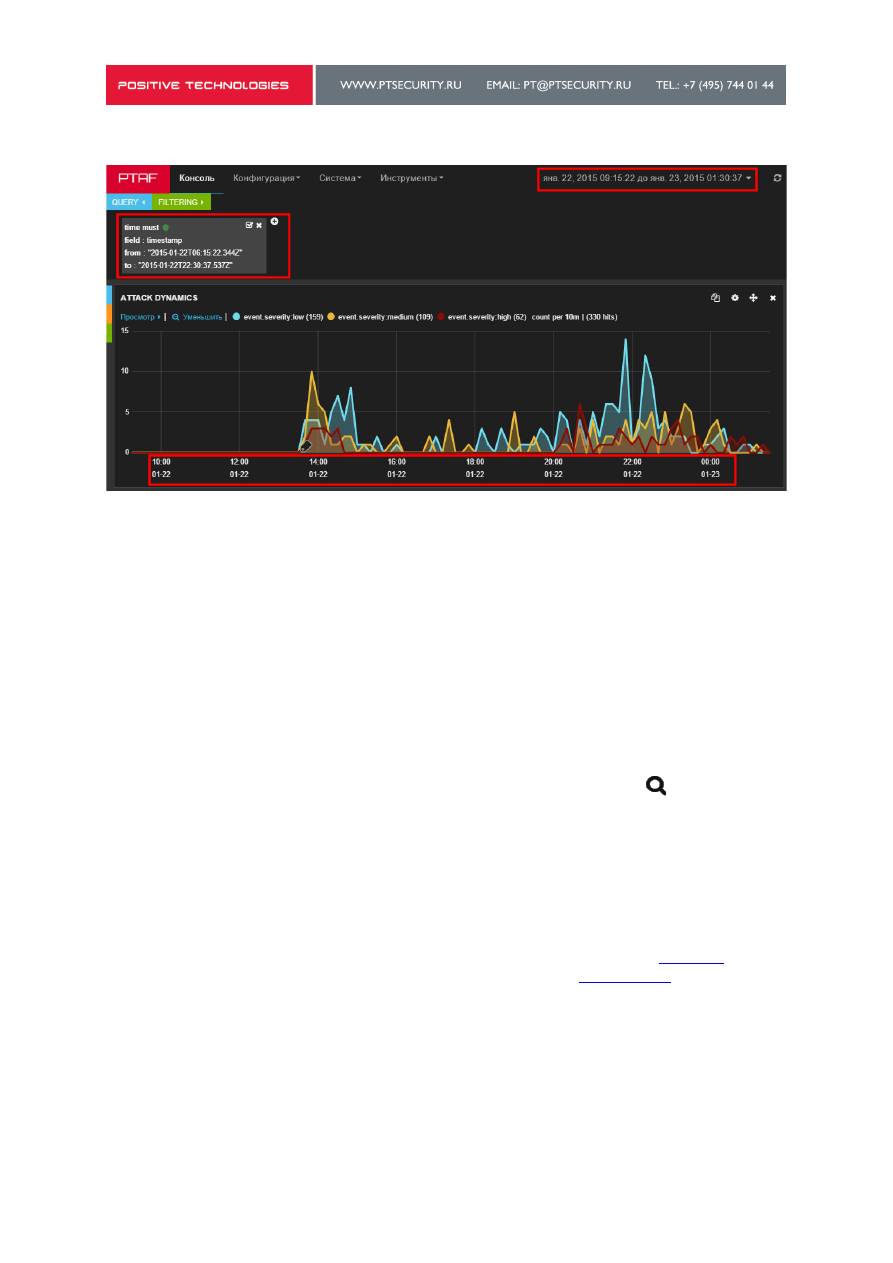 POSITIVE TECHNOLOGIES WWW.PTSECURITY.RU EMAIL: PT@PTSECURITY.RU TEL.: +7 (495) 744 01 44
PTAF Консоль Конфигурация Система Инструменты янв. 22, 2015 09:15:22 до янв. 23, 2015 01:30:37
QUERY FILTERING
time must
field : timestamp
from : "2015-01-22T06:15:22.344Z"
to : "2015-01-22T22:30:37.537Z"
ATTACK DYNAMICS
Просмотр | Уменьшить | event.severity:low (159) event.severity:medium (109) event.severity:high (62) count per 10m | (330 hits)
15
10
5
0
10:00 12:00 14:00 16:00 18:00 20:00 22:00 00:00
01-22 01-22 01-22 01-22 01-22 01-22 01-22 01-23